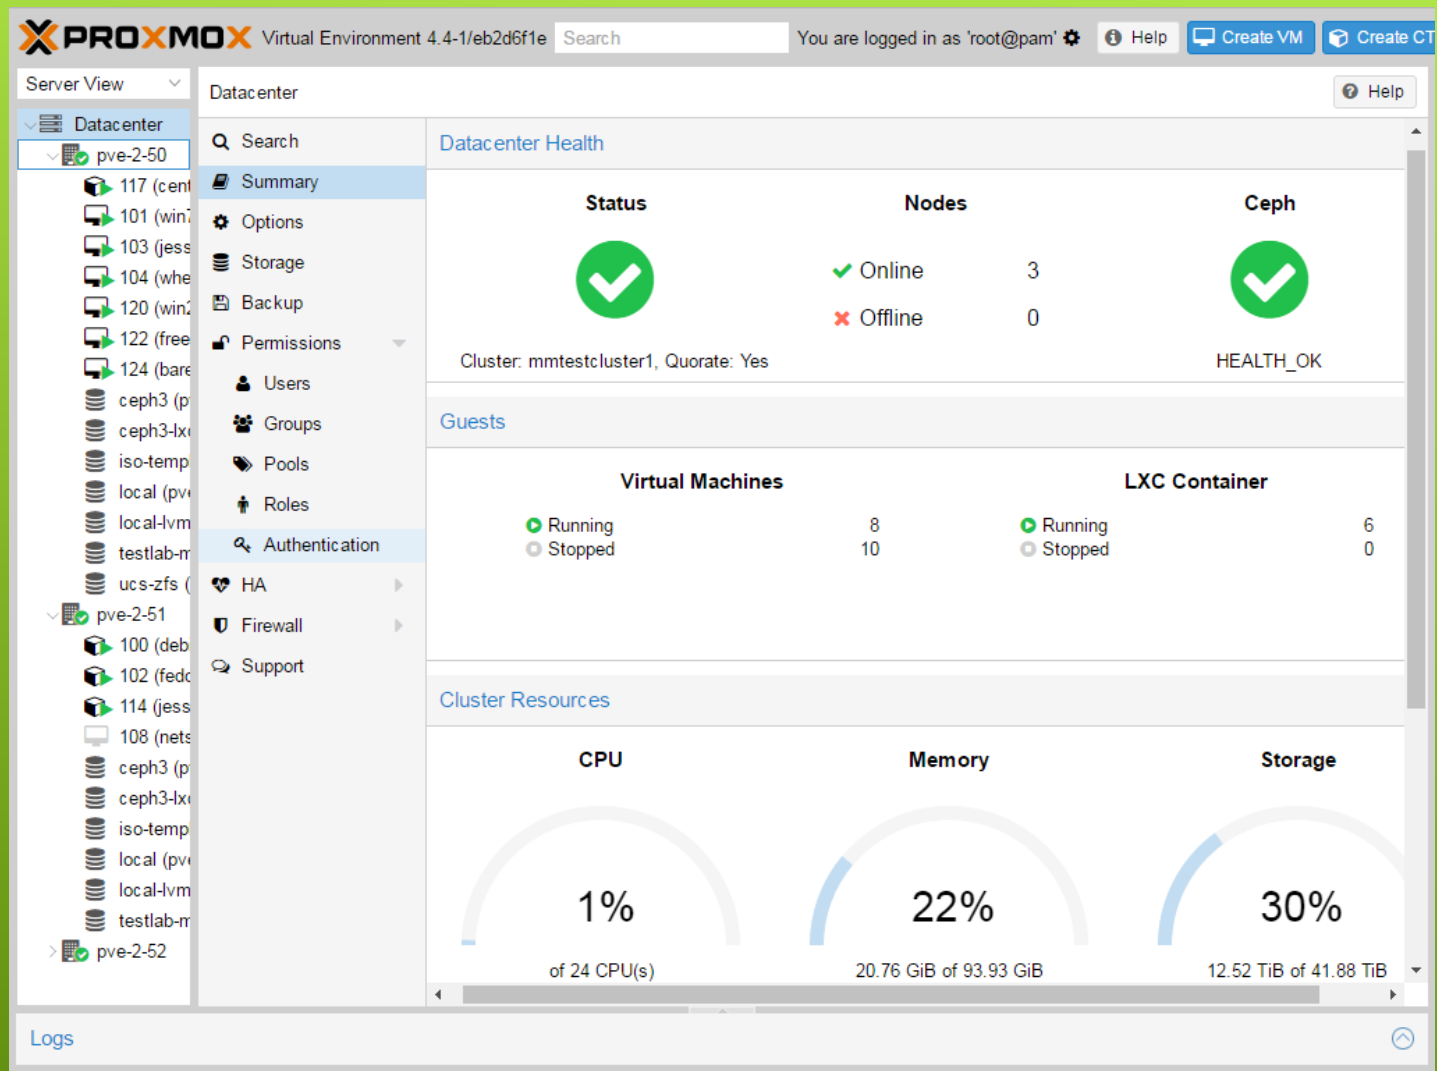 PROXMOX Virtual Environment 4.4-1/eb2d6f1e Search You are logged in as 'root@pam' Help Create VM Create CT
Server View
Datacenter
pve-2-50
117 (cent
101 (win7
103 (jess
104 (whe
120 (win2
122 (free
124 (bare
ceph3 (p
ceph3-lx
iso-temp
local (pv
local-lvm
testlab-m
ucs-zfs (
pve-2-51
100 (deb
102 (fedo
114 (jess
108 (nets
ceph3 (p
ceph3-lx
iso-temp
local (pv
local-lvm
testlab-m
pve-2-52
Datacenter Help
Search
Summary
Options
Storage
Backup
Permissions
Users
Groups
Pools
Roles
Authentication
HA
Firewall
Support
Datacenter Health
Status Nodes Ceph
Online 3
Offline 0
Cluster: mmtestcluster1, Quorate: Yes HEALTH_OK
Guests
Virtual Machines LXC Container
Running 8 Running 6
Stopped 10 Stopped 0
Cluster Resources
CPU Memory Storage
1% 22% 30%
of 24 CPU(s) 20.76 GiB of 93.93 GiB 12.52 TiB of 41.88 TiB
Logs